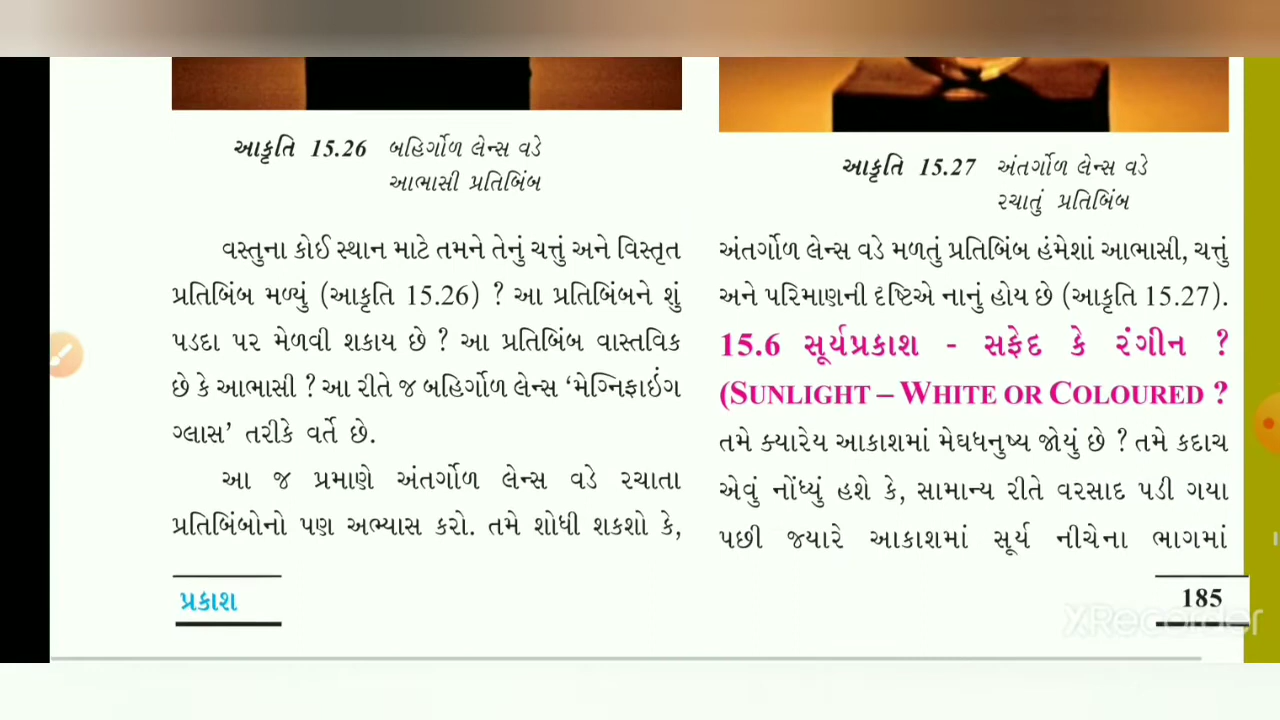 આકૃતિ 15.26 બહિર્ગોળ લેન્સ વડે
આભાસી પ્રતિબિંબ
વસ્તુના કોઈ સ્થાન માટે તમને તેનું ચત્તું અને વિસ્તૃત
પ્રતિબિંબ મળ્યું (આકૃતિ 15.26) ? આ પ્રતિબિંબને શું
પડદા પર મેળવી શકાય છે ? આ પ્રતિબિંબ વાસ્તવિક
છે કે આભાસી ? આ રીતે જ બહિર્ગોળ લેન્સ ‘મેગ્નિફાઇંગ
ગ્લાસ’ તરીકે વર્તે છે.
આ જ પ્રમાણે અંતર્ગોળ લેન્સ વડે રચાતા
પ્રતિબિંબોનો પણ અભ્યાસ કરો. તમે શોધી શકશો કે,
આકૃતિ 15.27 અંતર્ગોળ લેન્સ વડે
રચાતું પ્રતિબિંબ
અંતર્ગોળ લેન્સ વડે મળતું પ્રતિબિંબ હંમેશાં આભાસી, ચત્તું
અને પરિમાણની દૃષ્ટિએ નાનું હોય છે (આકૃતિ 15.27).
15.6 સૂર્યપ્રકાશ - સફેદ કે રંગીન ?
(SUNLIGHT – WHITE OR COLOURED ?
તમે ક્યારેય આકાશમાં મેઘધનુષ્ય જોયું છે ? તમે કદાચ
એવું નોંધ્યું હશે કે, સામાન્ય રીતે વરસાદ પડી ગયા
પછી જ્યારે આકાશમાં સૂર્ય નીચેના ભાગમાં
પ્રકાશ
185
XRecorder